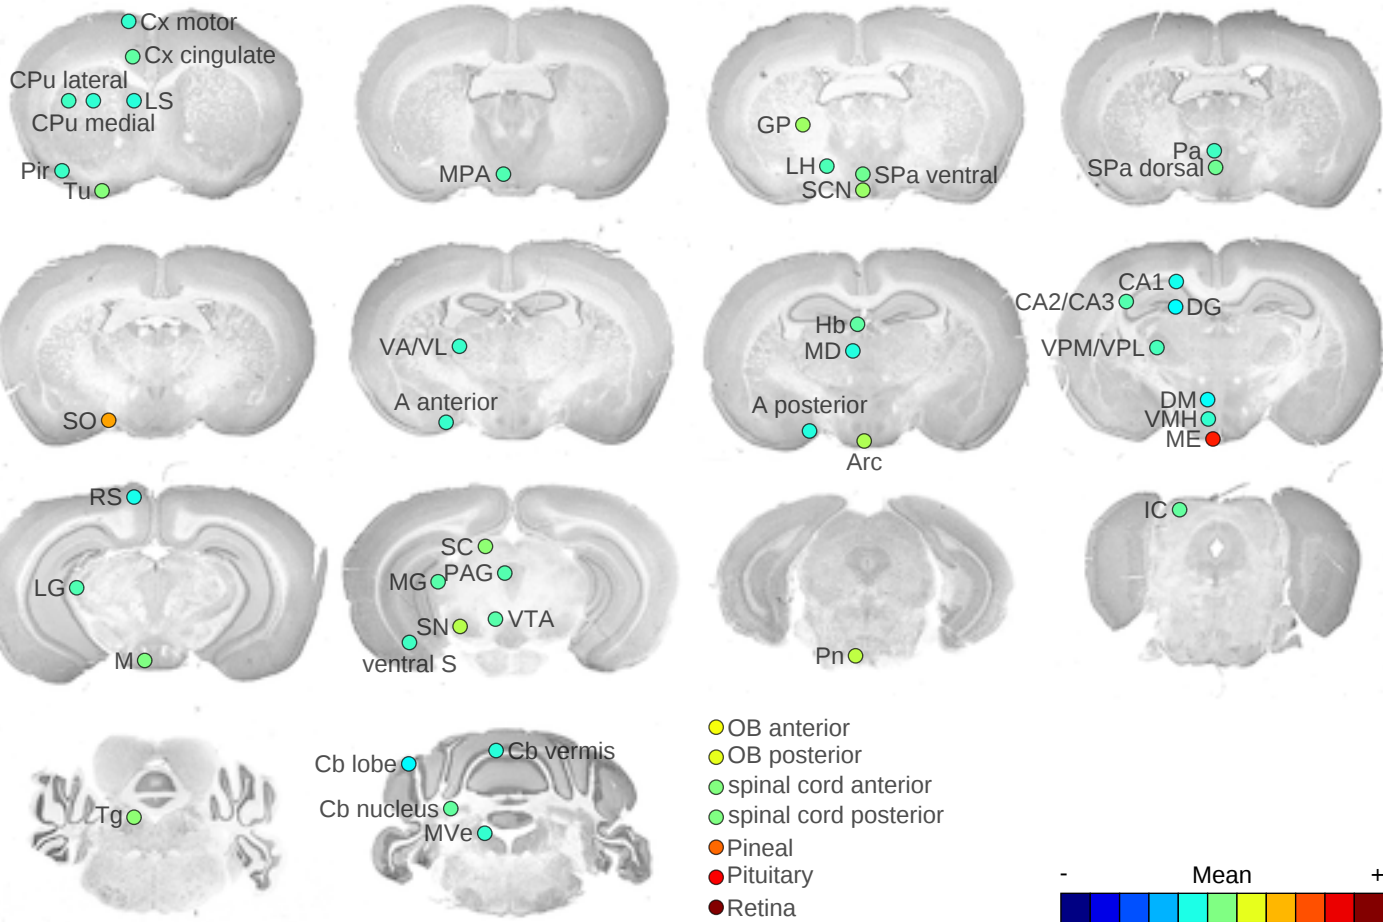 Cx motor
Cx cingulate
CPu lateral
LS
CPu medial
Pir
Tu
MPA
GP
LH
SPa ventral
SCN
Pa
SPa dorsal
SO
VA/VL
A anterior
Hb
MD
A posterior
Arc
CA1
CA2/CA3
DG
VPM/VPL
DM
VMH
ME
RS
LG
M
SC
MG
PAG
SN
VTA
ventral S
Pn
IC
Tg
Cb lobe
Cb vermis
Cb nucleus
MVe
OB anterior
OB posterior
spinal cord anterior
spinal cord posterior
Pineal
Pituitary
Retina
- Mean +